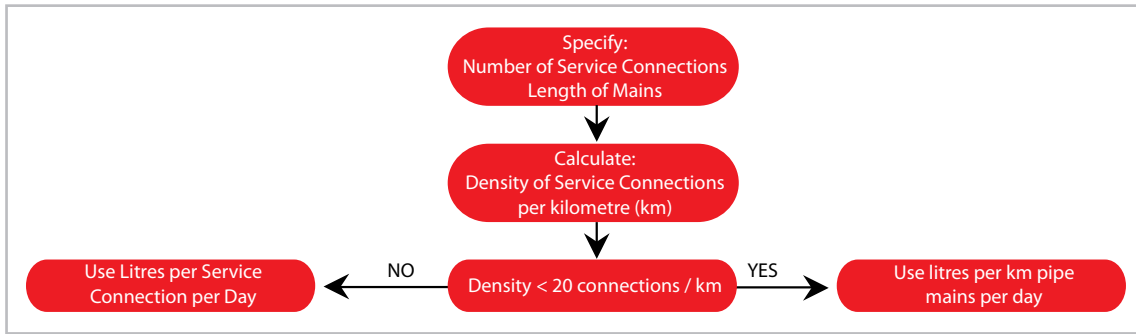 Specify:
Number of Service Connections
Length of Mains
Calculate:
Density of Service Connections
per kilometre (km)
Use Litres per Service
Connection per Day
NO
Density < 20 connections / km
YES
Use litres per km pipe
mains per day